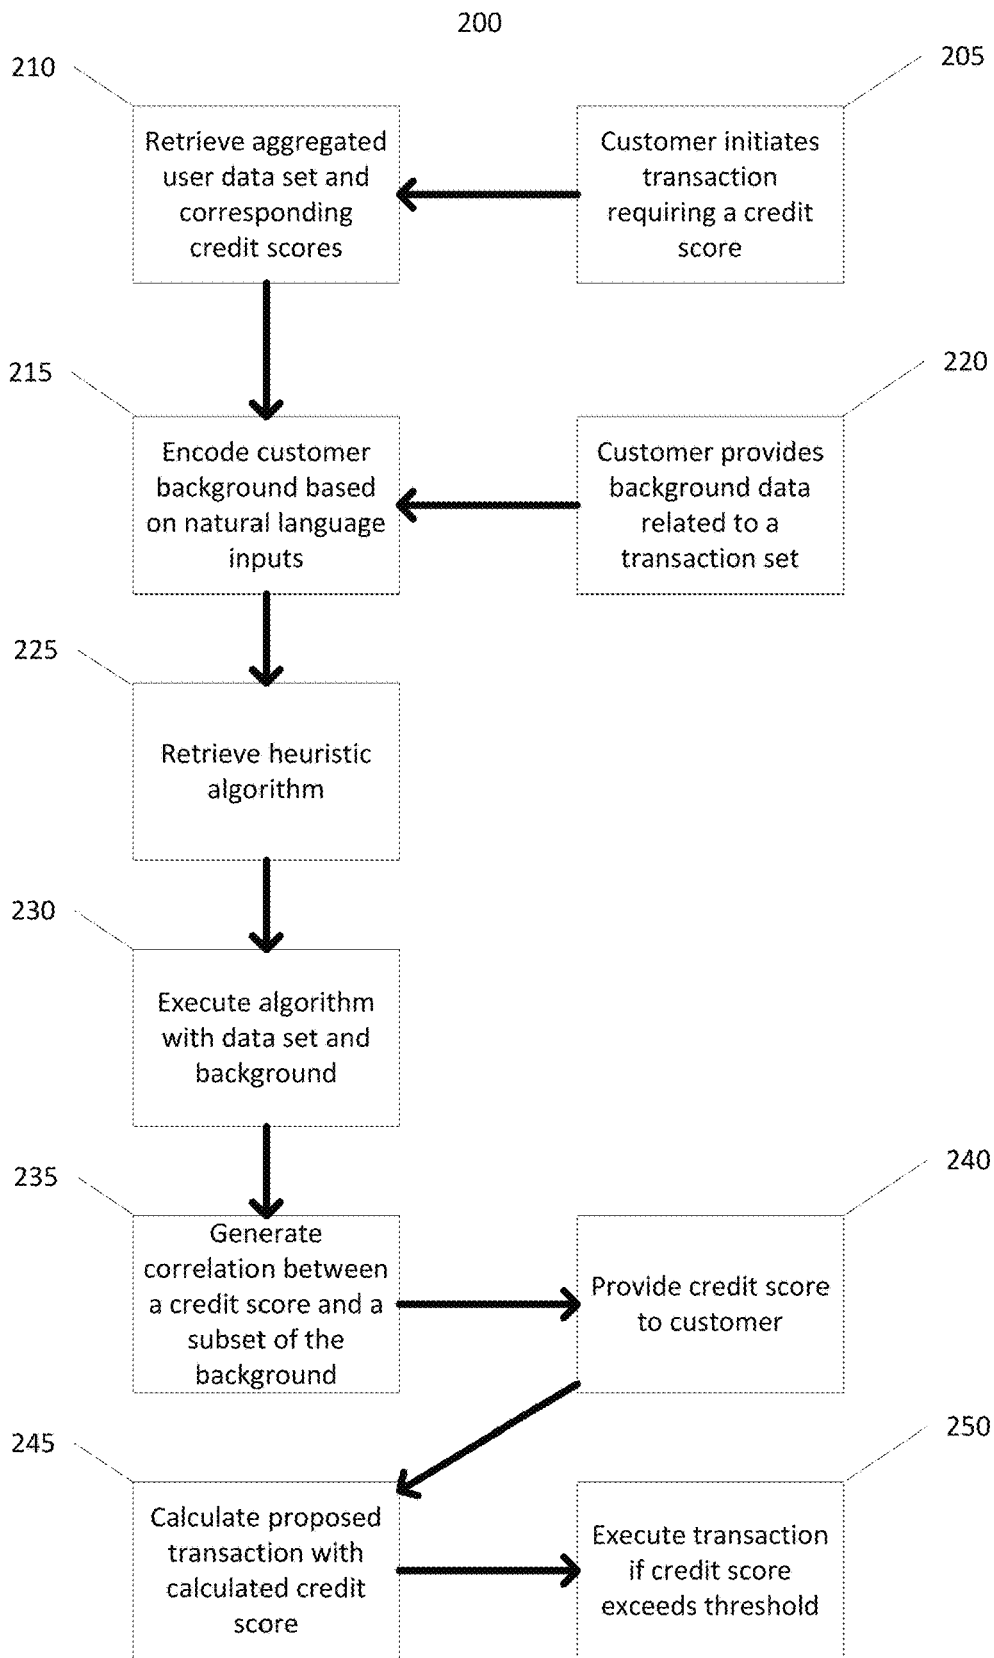 200
210
205
Retrieve aggregated
user data set and
corresponding
credit scores
Customer initiates
transaction
requiring a credit
score
215
220
Encode customer
background based
on natural language
inputs
Customer provides
background data
related to a
transaction set
225
Retrieve heuristic
algorithm
230
Execute algorithm
with data set and
background
235
240
Generate
correlation between
a credit score and a
subset of the
background
Provide credit score
to customer
245
250
Calculate proposed
transaction with
calculated credit
score
Execute transaction
if credit score
exceeds threshold